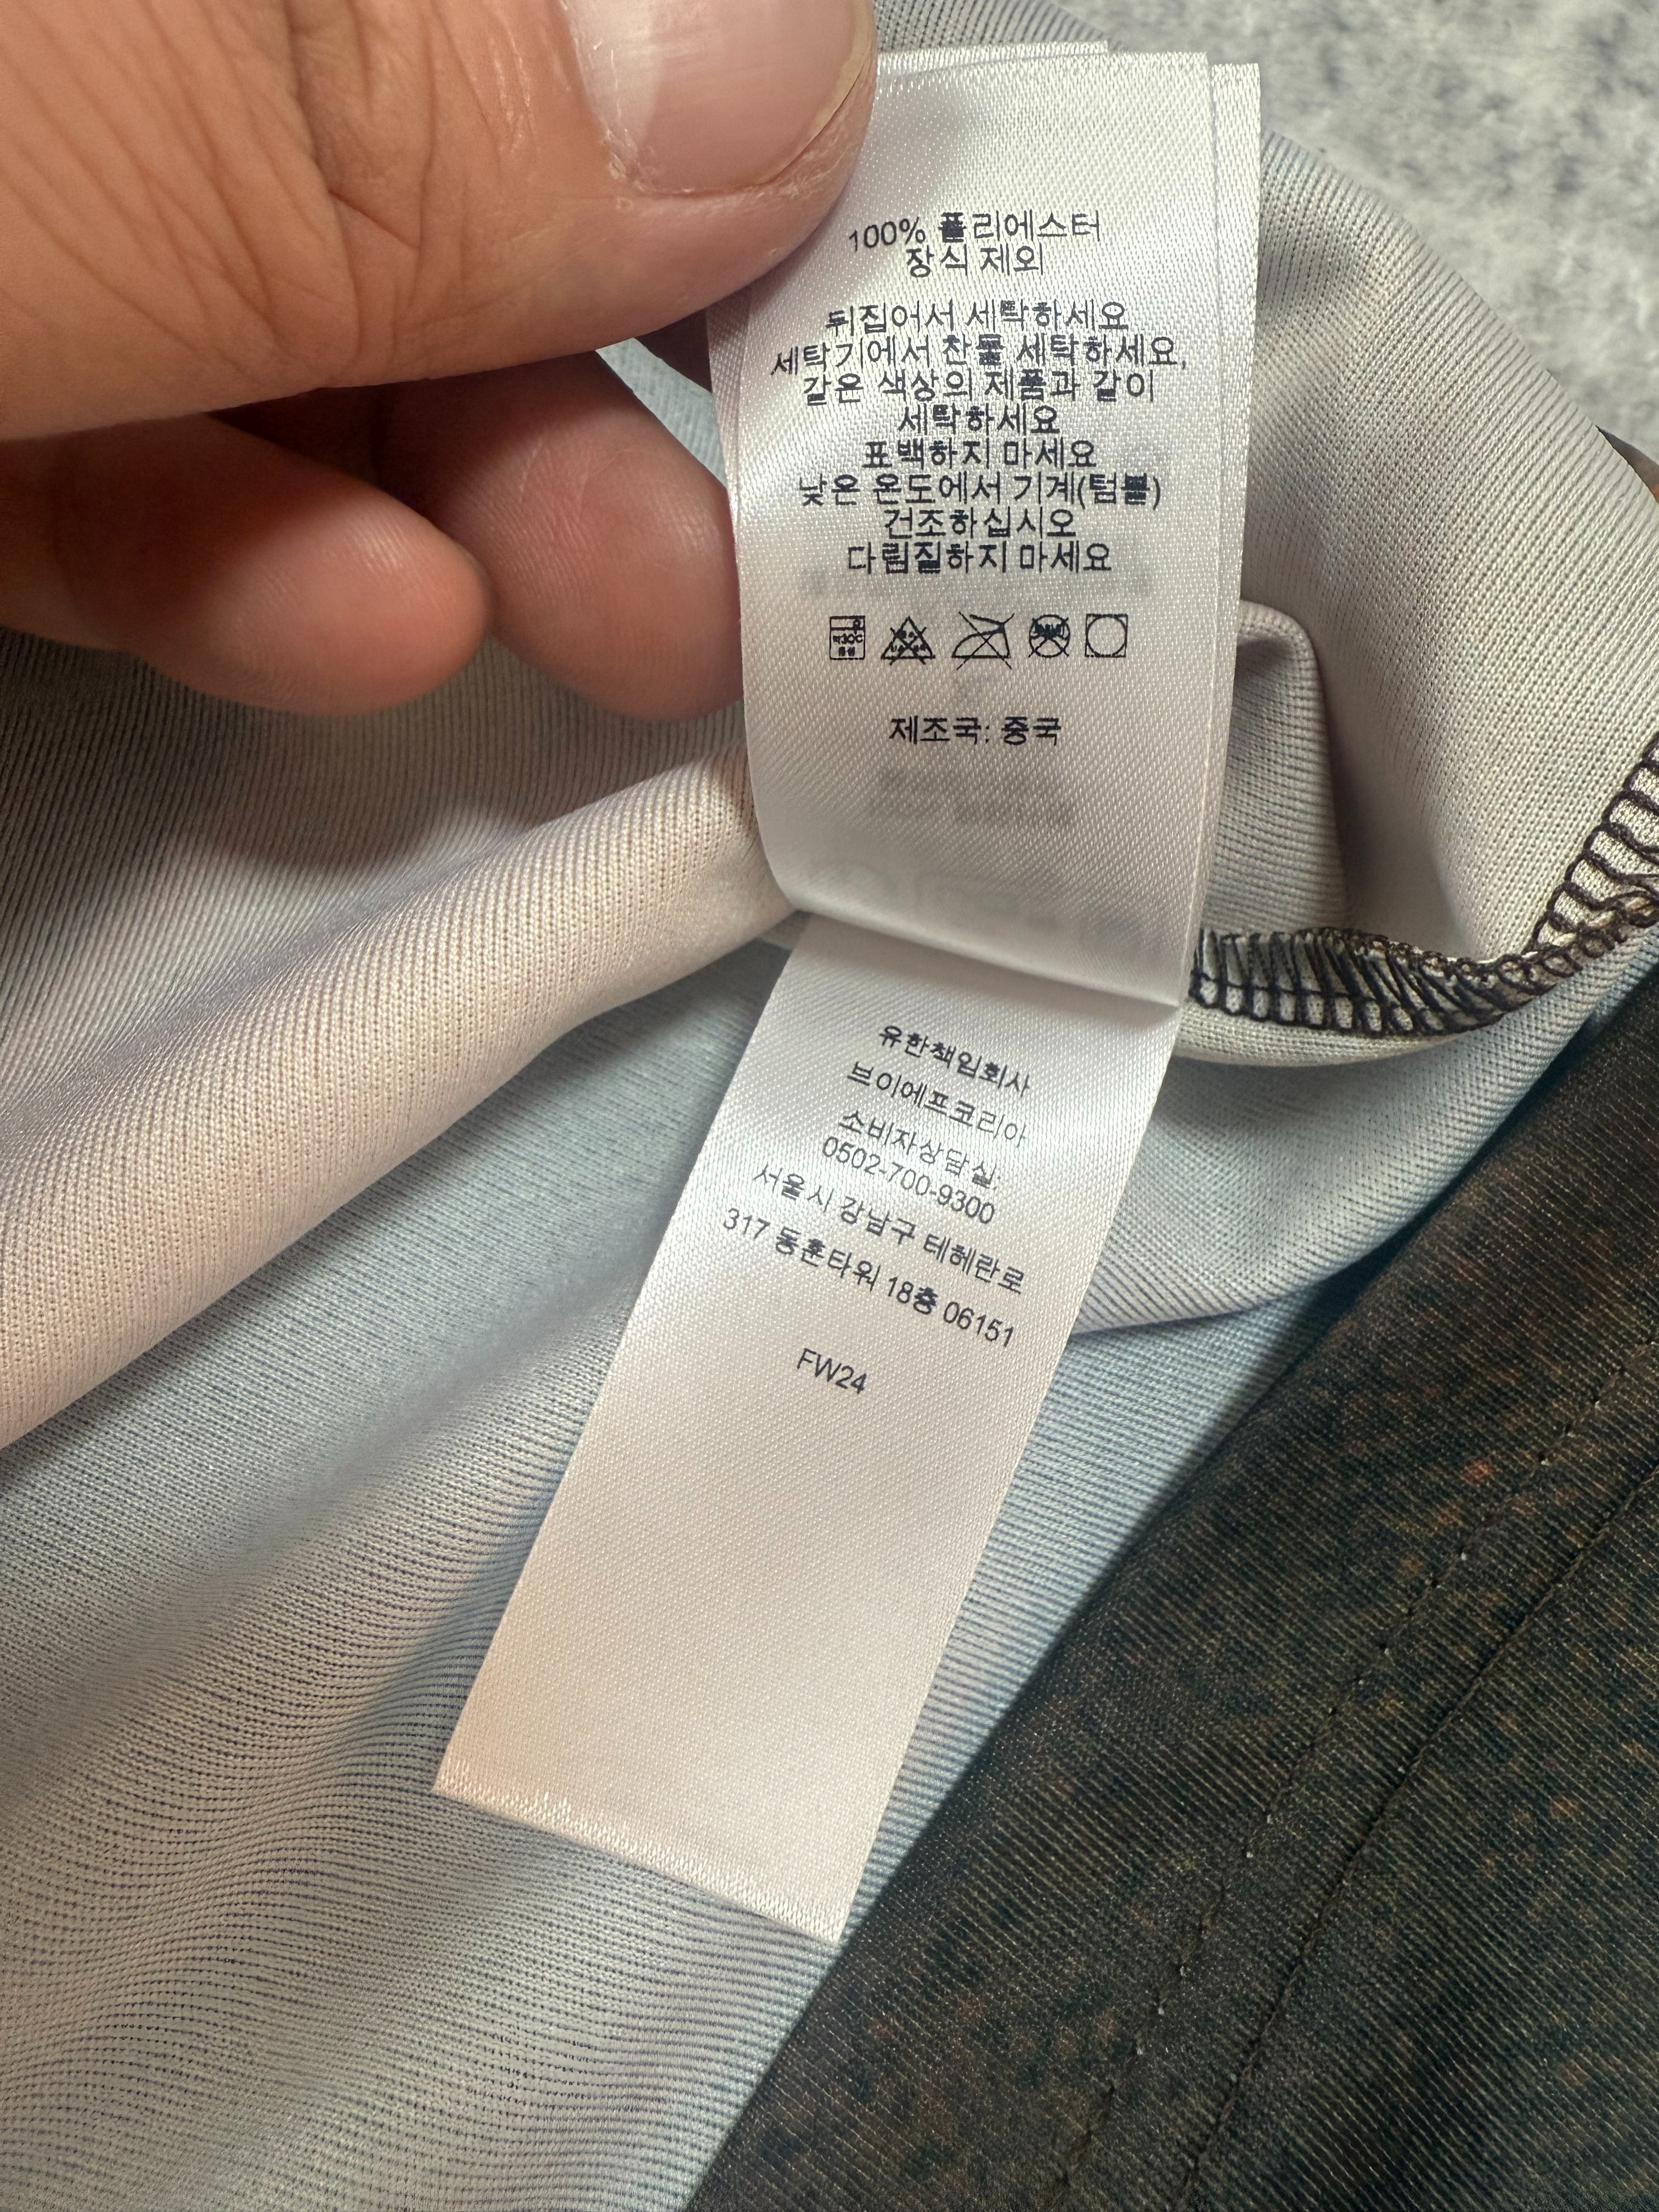 100% 폴리에스터
장식 제외
뒤집어서 세탁하세요
세탁기에서 찬물 세탁하세요,
같은 색상의 제품과 같이
세탁하세요
표백하지 마세요
낮은 온도에서 기계(텀블)
건조하십시오
다림질하지 마세요
제조국: 중국
유한책임회사
브이에프코리아
소비자상담실:
0502-700-9300
서울시 강남구 테헤란로
317 동훈타워 18층 06151
FW24